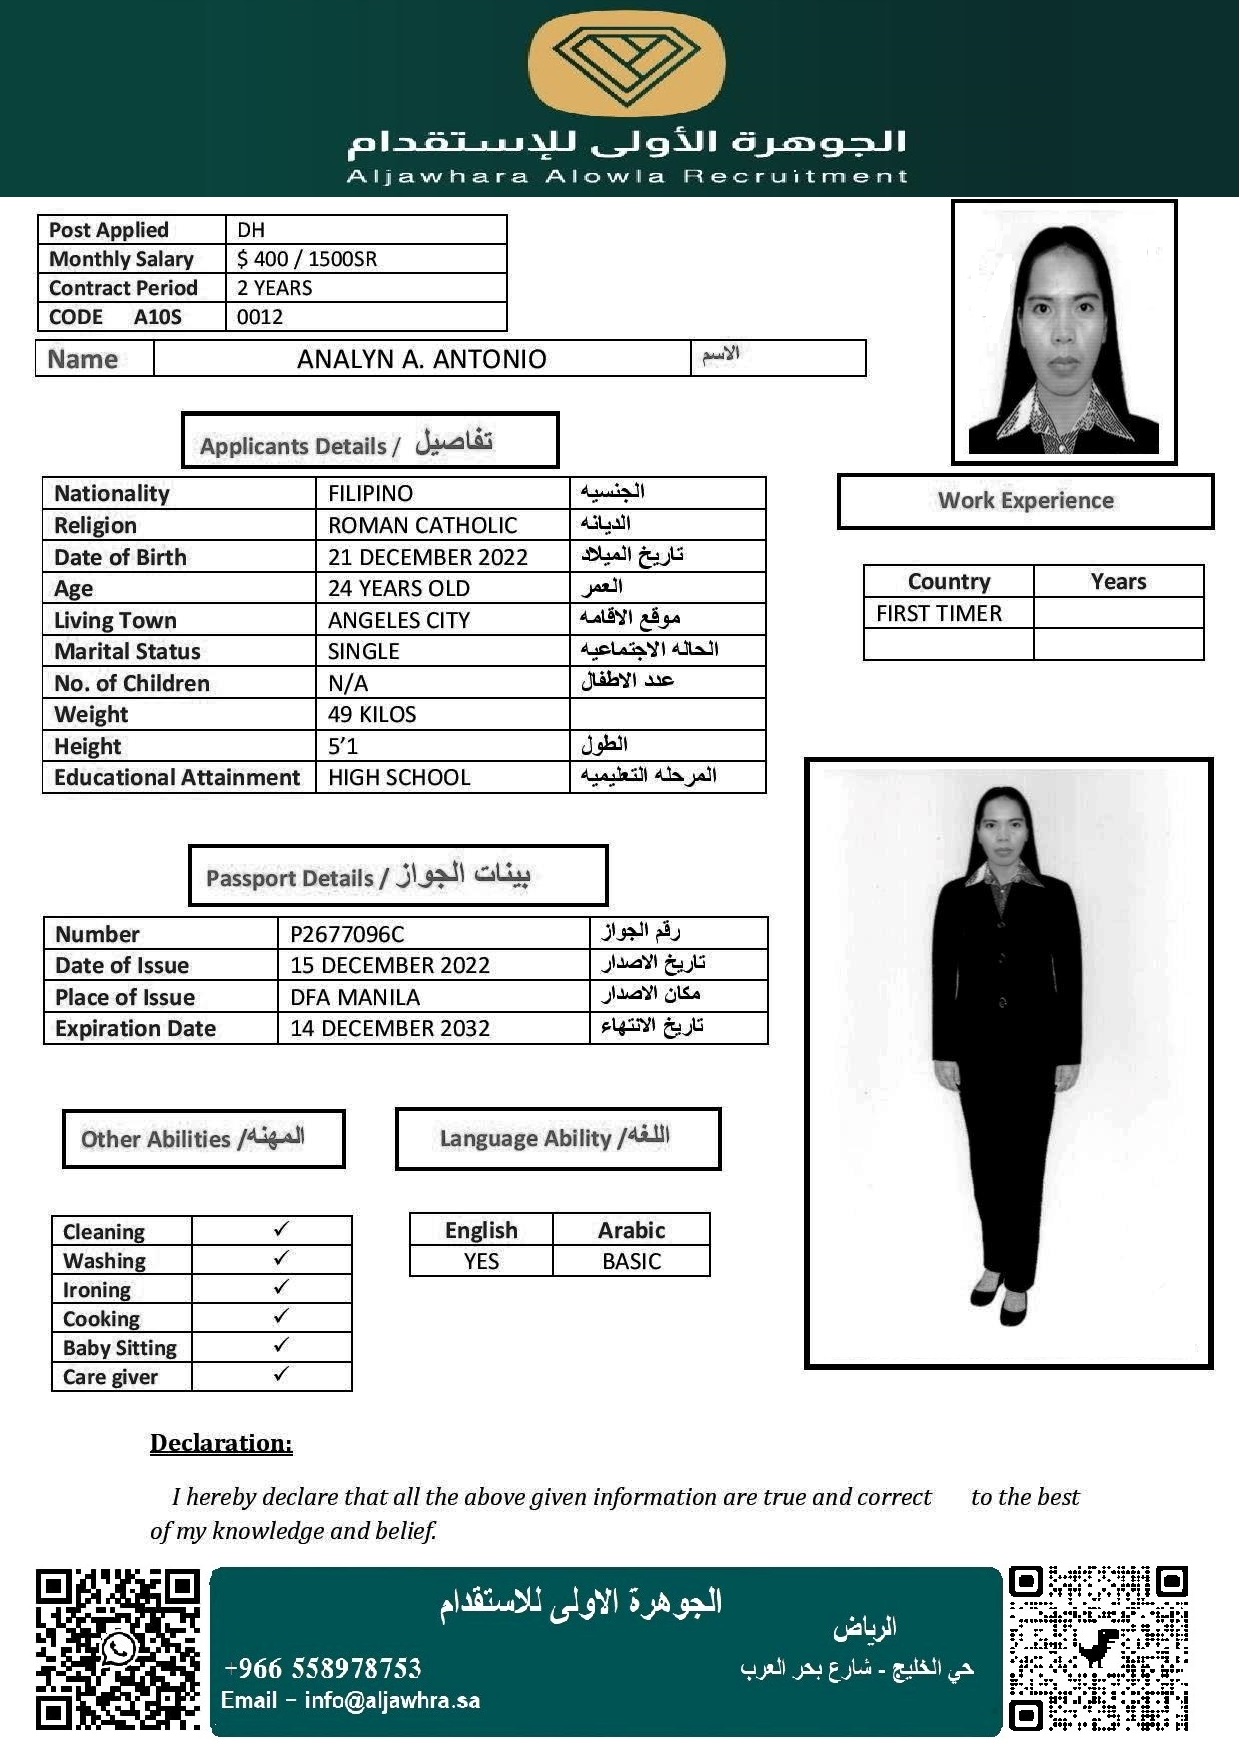 الجوهرة الأولى للإستقدام
Aljawhara Alowla Recruitment
Post Applied DH
Monthly Salary $ 400 / 1500SR
Contract Period 2 YEARS
CODE A10S 0012
Name ANALYN A. ANTONIO الاسم
Applicants Details / تفاصيل
Nationality FILIPINO الجنسيه
Religion ROMAN CATHOLIC الديانه
Date of Birth 21 DECEMBER 2022 تاريخ الميلاد
Age 24 YEARS OLD العمر
Living Town ANGELES CITY موقع الاقامه
Marital Status SINGLE الحاله الاجتماعيه
No. of Children N/A عدد الاطفال
Weight 49 KILOS
Height 5’1 الطول
Educational Attainment HIGH SCHOOL المرحله التعليميه
Work Experience
Country Years
FIRST TIMER
Passport Details / بينات الجواز
Number P2677096C رقم الجواز
Date of Issue 15 DECEMBER 2022 تاريخ الاصدار
Place of Issue DFA MANILA مكان الاصدار
Expiration Date 14 DECEMBER 2032 تاريخ الانتهاء
Other Abilities /المهنه
Cleaning ✓
Washing ✓
Ironing ✓
Cooking ✓
Baby Sitting ✓
Care giver ✓
Language Ability /اللغه
English Arabic
YES BASIC
Declaration:
I hereby declare that all the above given information are true and correct to the best
of my knowledge and belief.
الجوهرة الاولى للاستقدام
الرياض
حي الخليج - شارع بحر العرب
+966 558978753
Email – info@aljawhra.sa